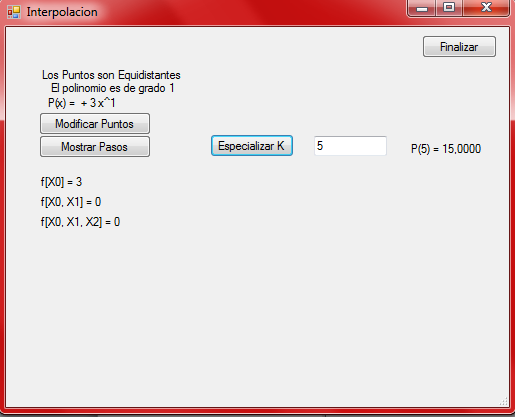 Interpolacion
Finalizar
Los Puntos son Equidistantes
El polinomio es de grado 1
P(x) = + 3 x^1
Modificar Puntos
Mostrar Pasos
Especializar K
5
P(5) = 15,0000
f[X0] = 3
f[X0, X1] = 0
f[X0, X1, X2] = 0